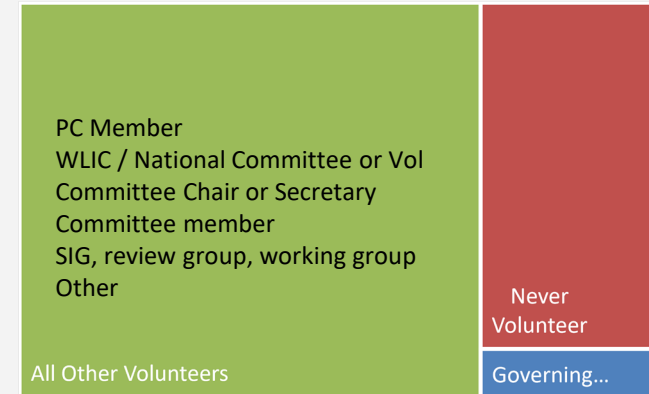 PC Member
WLIC / National Committee or Vol
Committee Chair or Secretary
Committee member
SIG, review group, working group
Other
All Other Volunteers
Never
Volunteer
Governing...